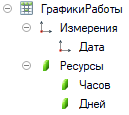 ГрафикиРаботы
Измерения
Дата
Ресурсы
Часов
Дней